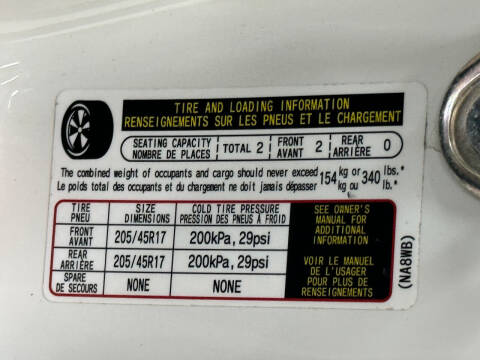 TIRE AND LOADING INFORMATION
RENSEIGNEMENTS SUR LES PNEUS ET LE CHARGEMENT
SEATING CAPACITY
NOMBRE DE PLACES
TOTAL 2
FRONT
AVANT
2
REAR
ARRIÈRE
0
The combined weight of occupants and cargo should never exceed
Le poids total des occupants et du chargement ne doit jamais dépasser
154 kg or 340 lbs.*
kg ou lb.*
TIRE
PNEU
SIZE
DIMENSIONS
COLD TIRE PRESSURE
PRESSION DES PNEUS À FROID
FRONT
AVANT
205/45R17
200kPa, 29psi
REAR
ARRIÈRE
205/45R17
200kPa, 29psi
SPARE
DE SECOURS
NONE
NONE
SEE OWNER'S
MANUAL FOR
ADDITIONAL
INFORMATION
VOIR LE MANUEL
DE L'USAGER
POUR PLUS DE
RENSEIGNEMENTS
(NA8WB)